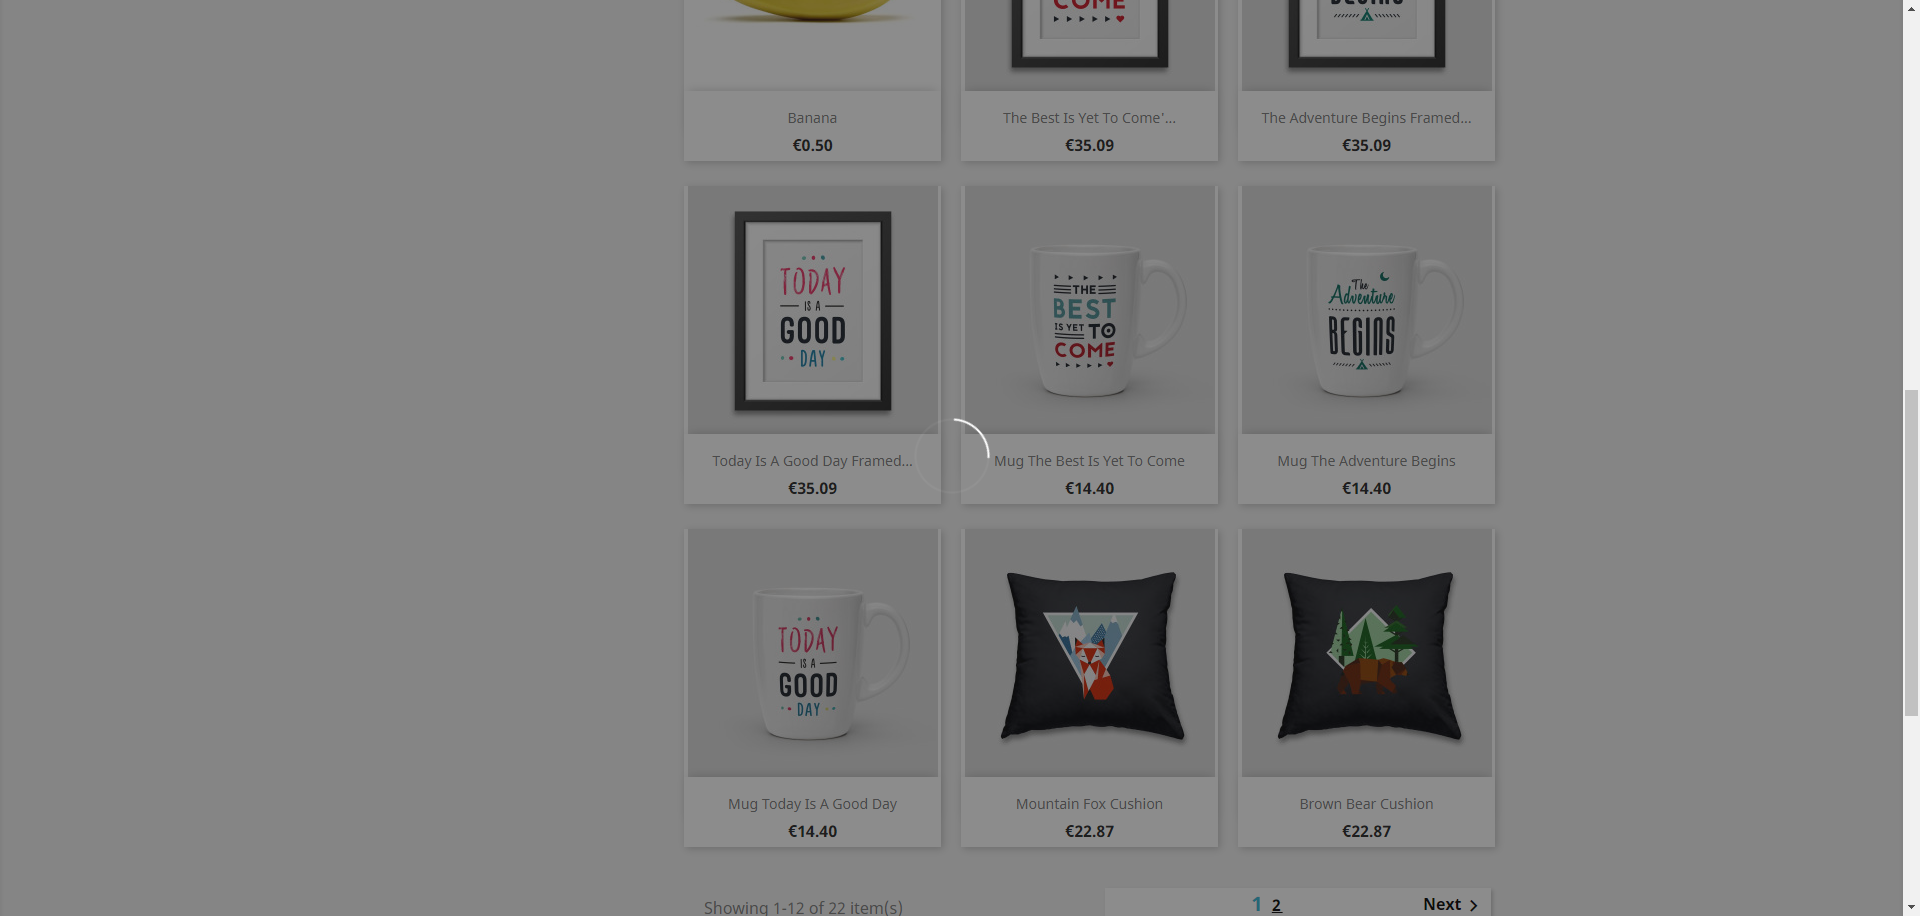 COME
BEGINS
Banana
€0.50
The Best Is Yet To Come'...
€35.09
The Adventure Begins Framed...
€35.09
TODAY
IS A
GOOD
DAY
THE
BEST
IS YET TO
COME
The
Adventure
BEGINS
Today Is A Good Day Framed...
€35.09
Mug The Best Is Yet To Come
€14.40
Mug The Adventure Begins
€14.40
TODAY
IS A
GOOD
DAY
Mug Today Is A Good Day
€14.40
Mountain Fox Cushion
€22.87
Brown Bear Cushion
€22.87
Showing 1-12 of 22 item(s)
1 2 Next